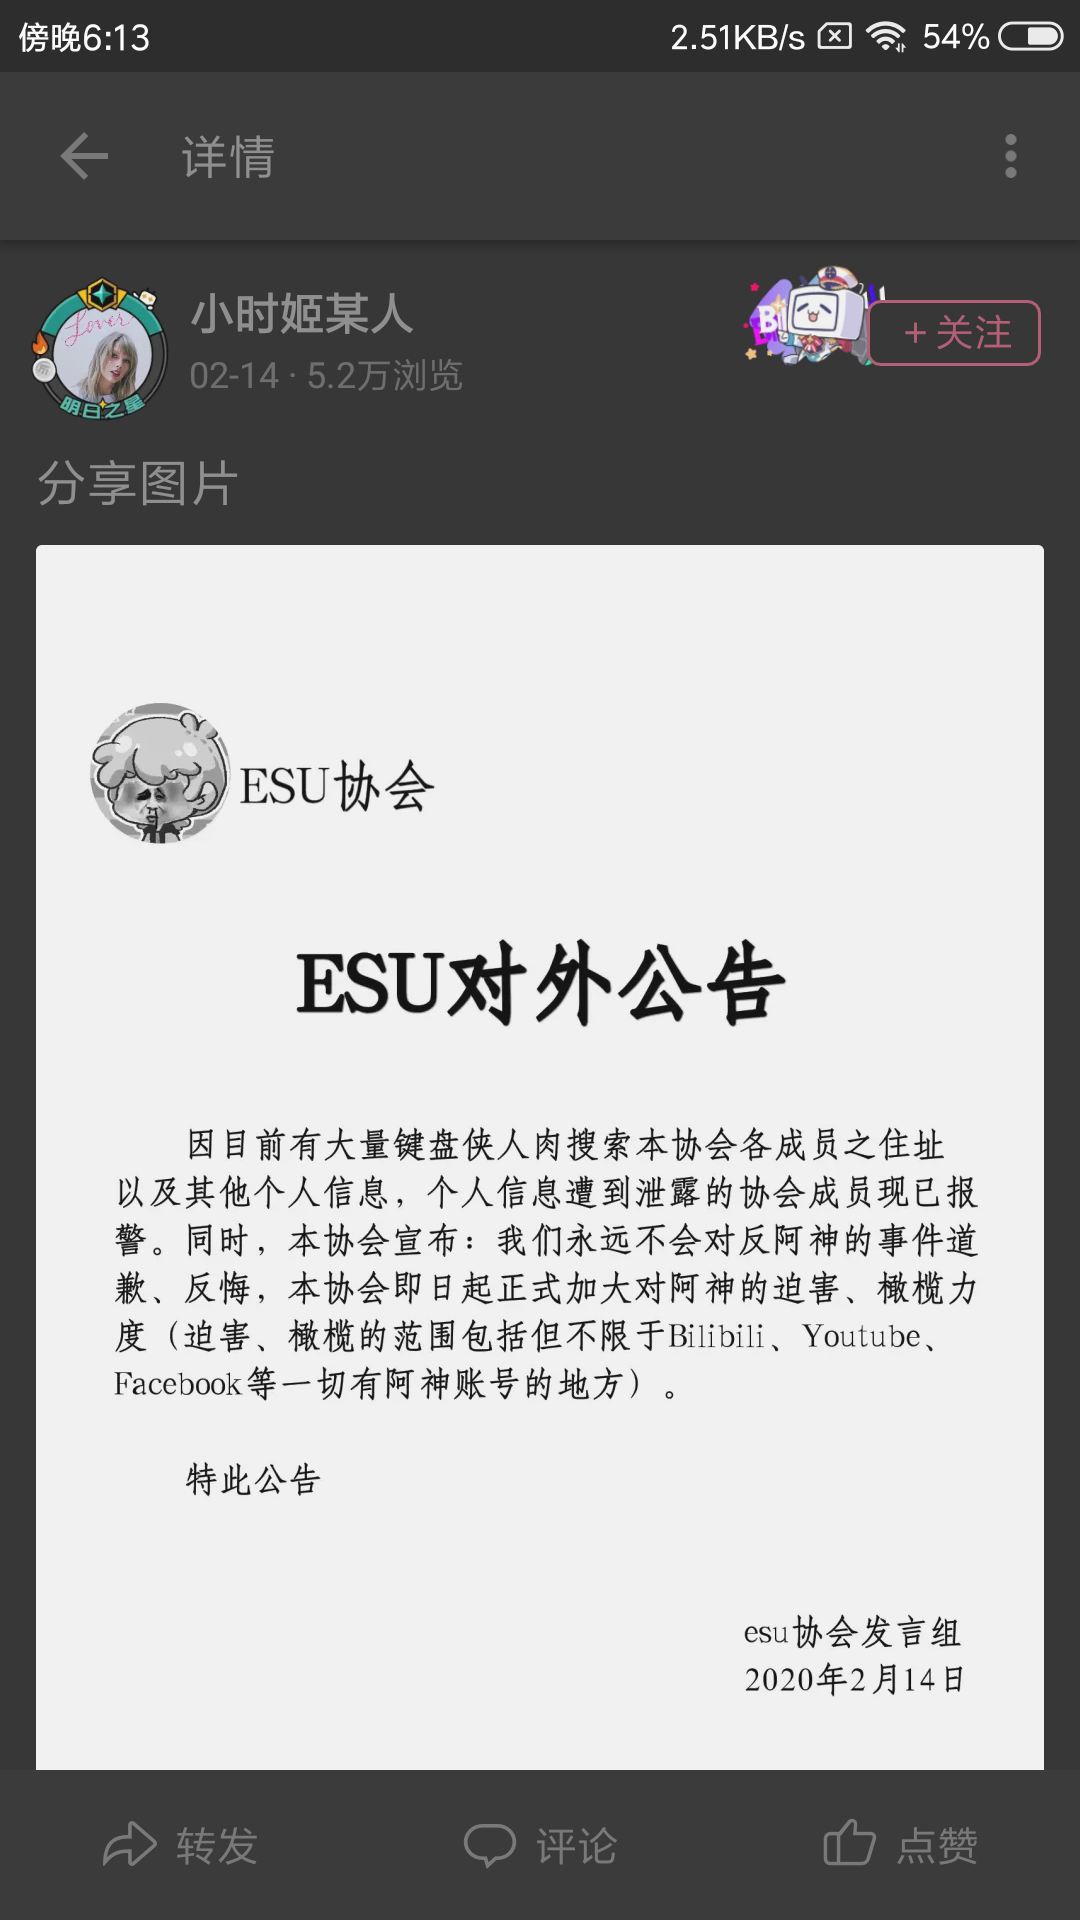 傍晚6:13
2.51KB/s
54%
详情
小时姬某人
02-14 · 5.2万浏览
+ 关注
Lover
明日之星
分享图片
ESU协会
ESU对外公告
因目前有大量键盘侠人肉搜索本协会各成员之住址
以及其他个人信息，个人信息遭到泄露的协会成员现已报
警。同时，本协会宣布：我们永远不会对反阿神的事件道
歉、反悔，本协会即日起正式加大对阿神的迫害、橄榄力
度（迫害、橄榄的范围包括但不限于Bilibili、Youtube、
Facebook等一切有阿神账号的地方）。
特此公告
esu协会发言组
2020年2月14日
转发
评论
点赞